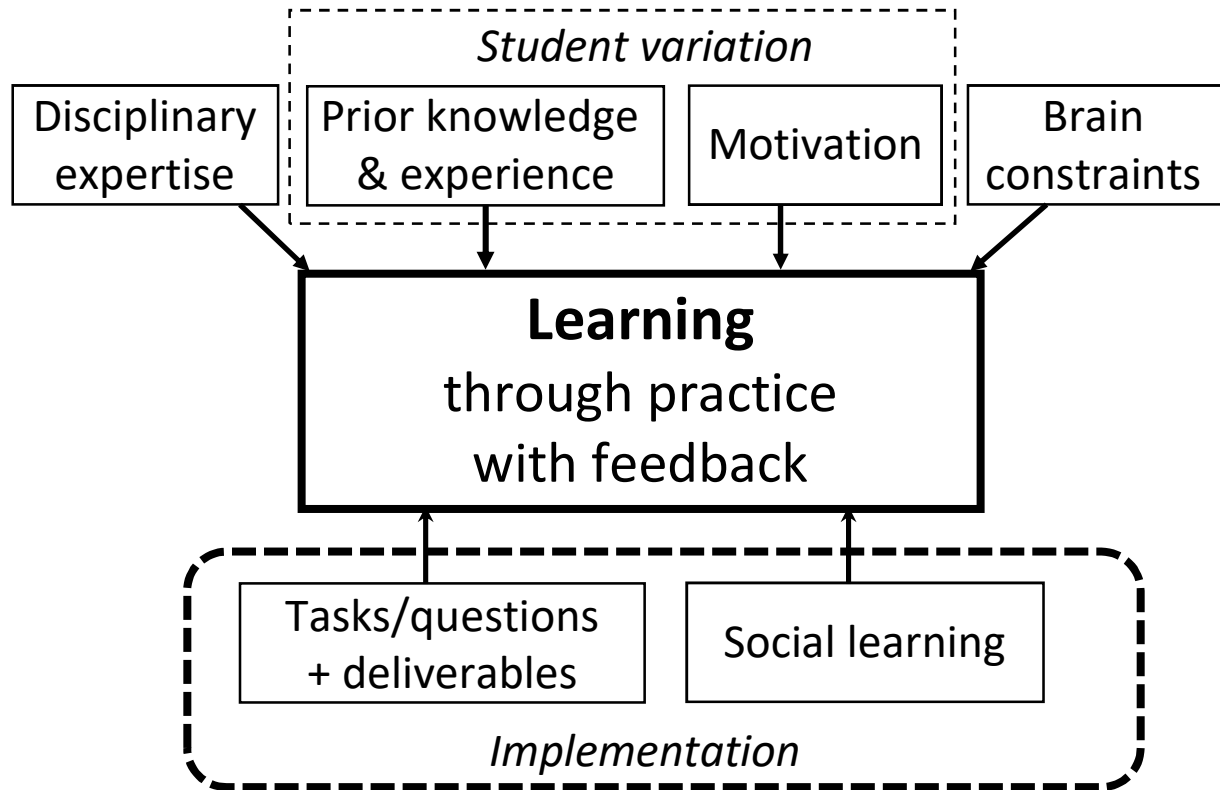 Student variation
Disciplinary
expertise
Prior knowledge
& experience
Motivation
Brain
constraints
Learning
through practice
with feedback
Tasks/questions
+ deliverables
Social learning
Implementation